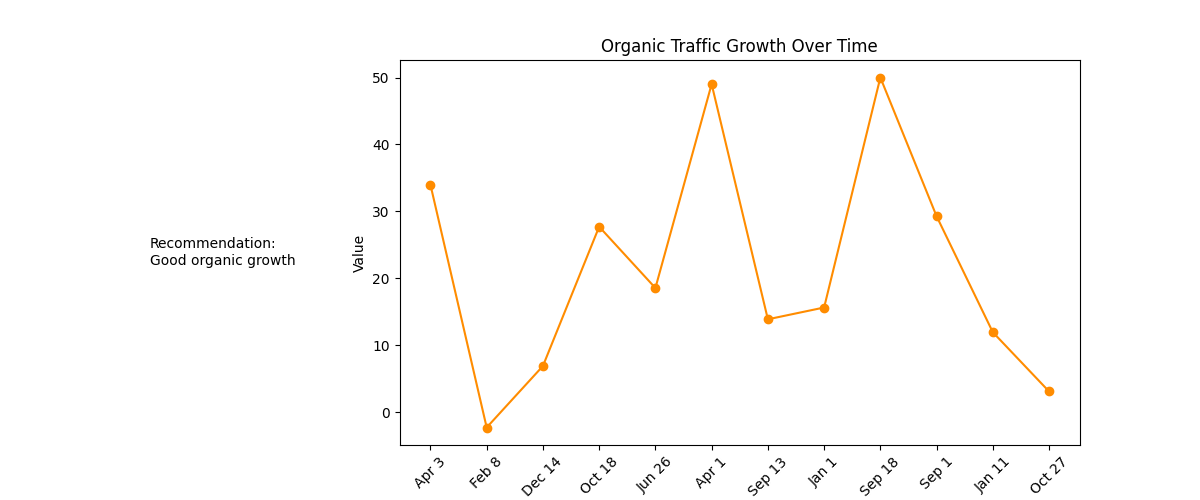 Organic Traffic Growth Over Time
Recommendation:
Good organic growth
Value
50
40
30
20
10
0
Apr 3
Feb 8
Dec 14
Oct 18
Jun 26
Apr 1
Sep 13
Jan 1
Sep 18
Sep 1
Jan 11
Oct 27